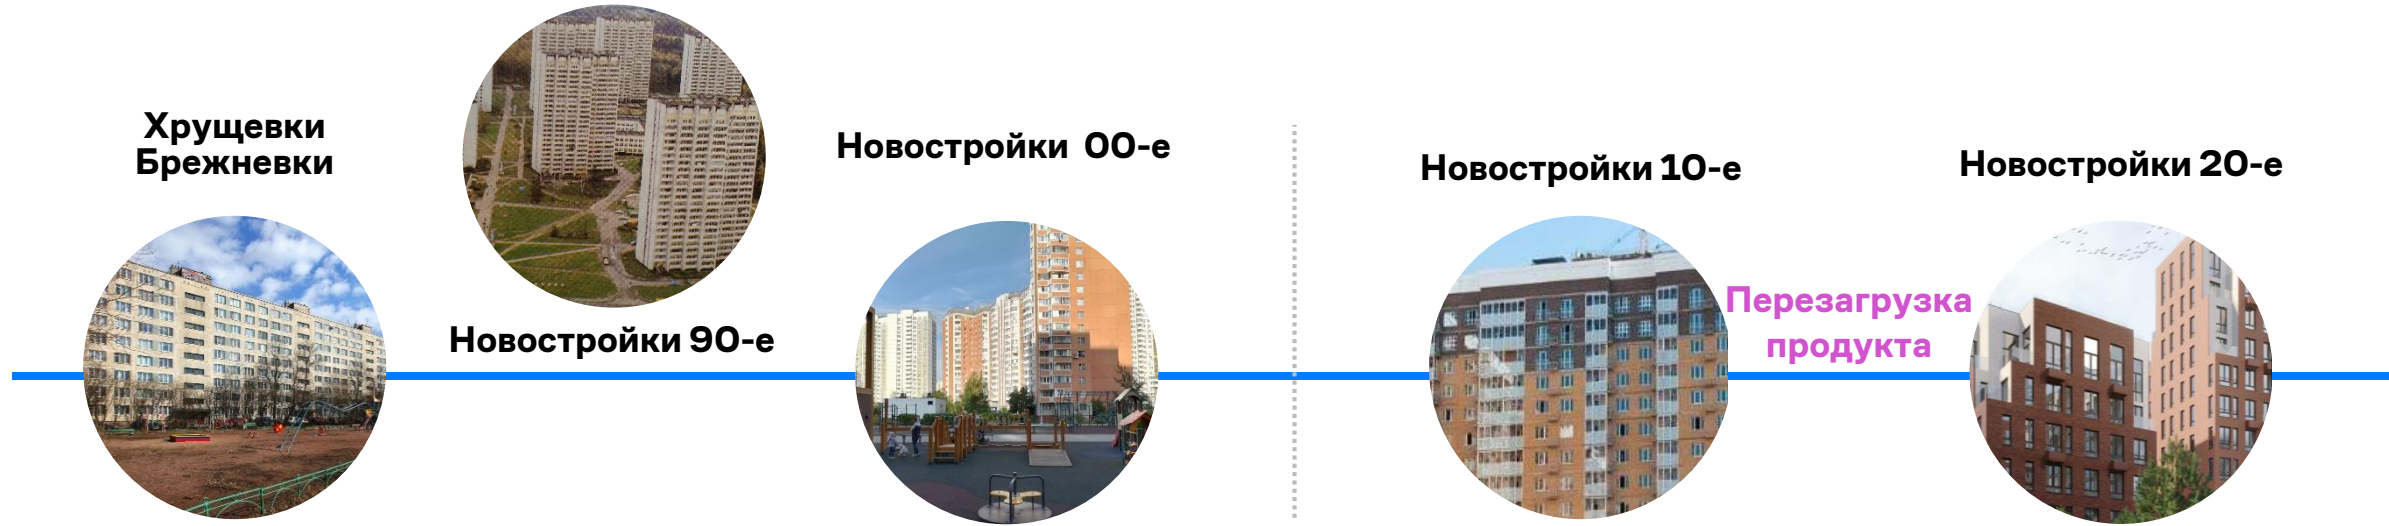 Хрущевки
Брежневки
Новостройки 90-е
Новостройки 00-е
Новостройки 10-е
Перезагрузка
продукта
Новостройки 20-е